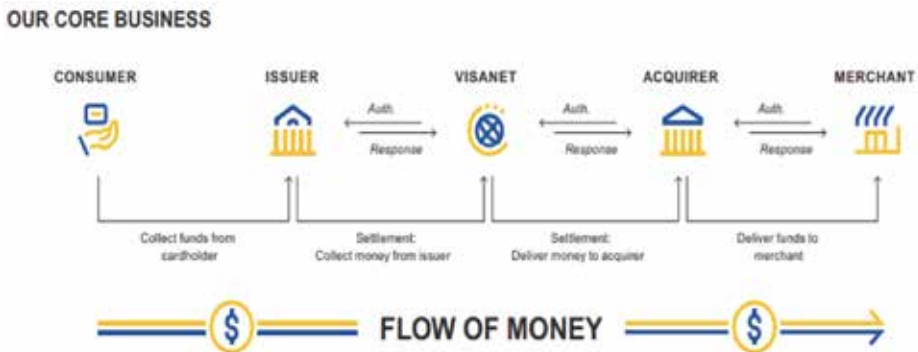 OUR CORE BUSINESS
CONSUMER
ISSUER
VISANET
ACQUIRER
MERCHANT
Auth.
Response
Auth.
Response
Auth.
Response
Collect funds from
cardholder
Settlement:
Collect money from issuer
Settlement:
Deliver money to acquirer
Deliver funds to
merchant
$
FLOW OF MONEY
$